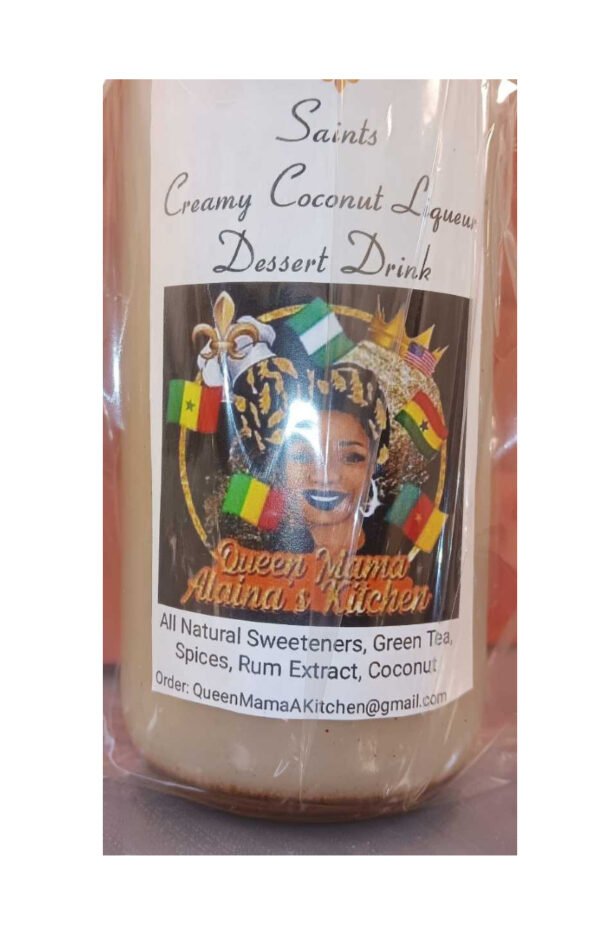 Saints
Creamy Coconut Liqueur
Dessert Drink
Queen Mama
Alaina's Kitchen
All Natural Sweeteners, Green Tea,
Spices, Rum Extract, Coconut
Order: QueenMamaAKitchen@gmail.com